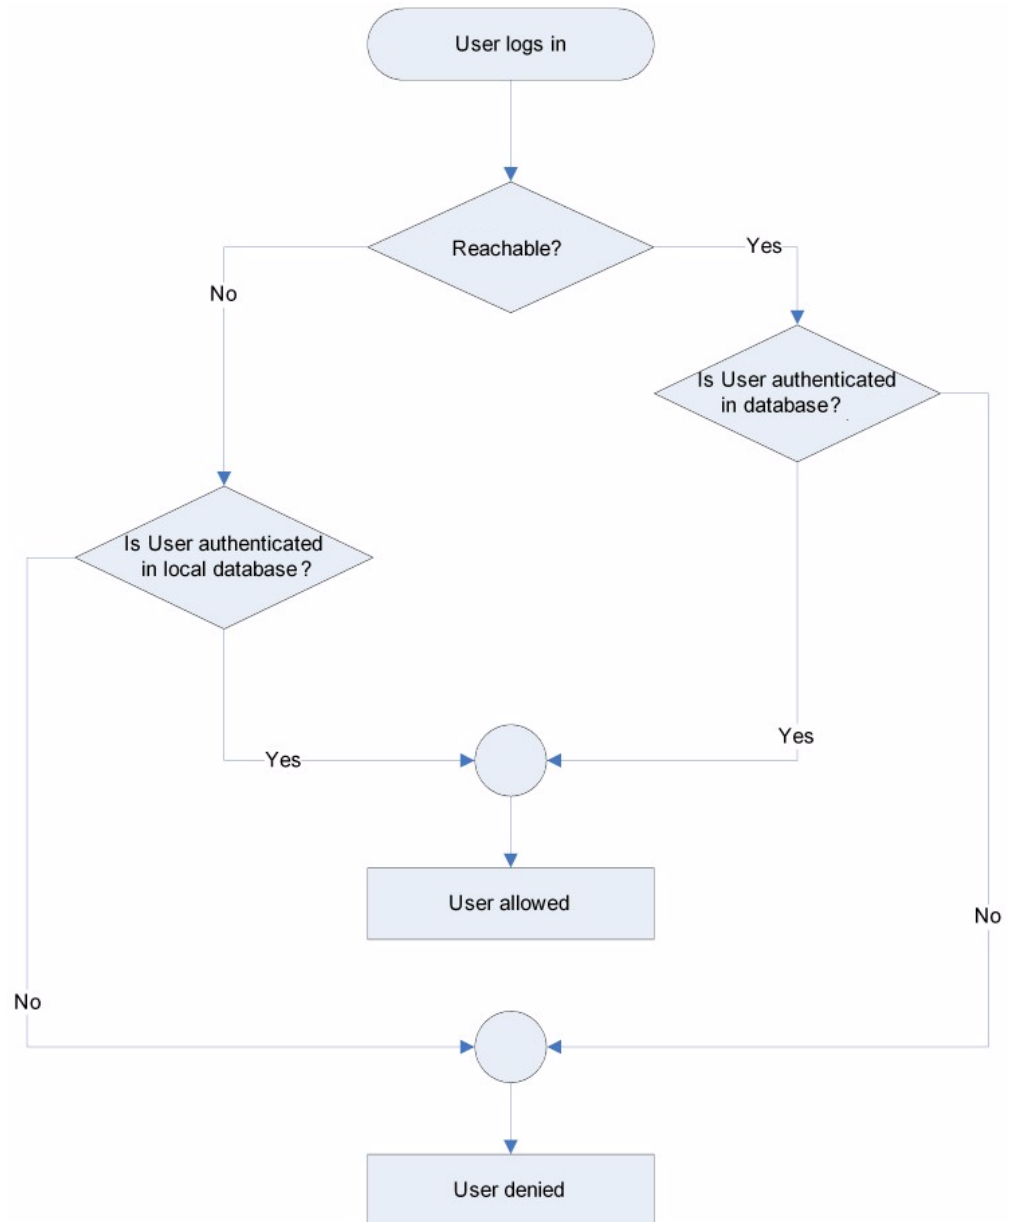 User logs in
Reachable?
Yes
No
Is User authenticated
in database?
Is User authenticated
in local database?
Yes
Yes
User allowed
No
No
User denied